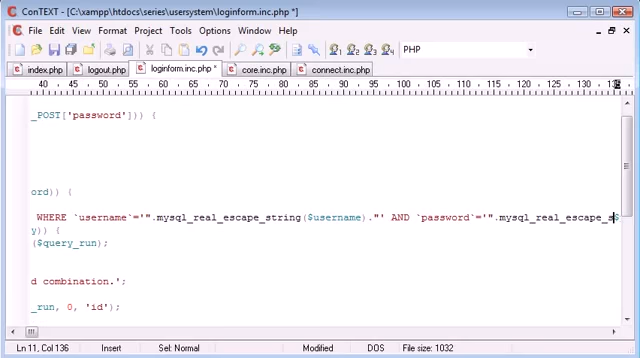 ConTEXT - [C:\xampp\htdocs\series\usersystem\loginform.inc.php *]
File Edit View Format Project Tools Options Window Help
PHP
index.php logout.php loginform.inc.php * core.inc.php connect.inc.php
40 45 50 55 60 65 70 75 80 85 90 95 100 105 110 115 120 125 130
_POST['password'])) {
ord)) {
WHERE `username`='".mysql_real_escape_string($username)."' AND `password`='".mysql_real_escape_s$
y)) {
($query_run);
d combination.';
_run, 0, 'id');
Ln 11, Col 136 Insert Sel: Normal Modified DOS File size: 1032